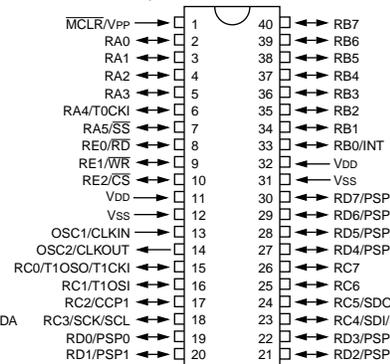 MCLR/VPP 1 40 RB7
RA0 2 39 RB6
RA1 3 38 RB5
RA2 4 37 RB4
RA3 5 36 RB3
RA4/T0CKI 6 35 RB2
RA5/SS 7 34 RB1
RE0/RD 8 33 RB0/INT
RE1/WR 9 32 VDD
RE2/CS 10 31 VSS
VDD 11 30 RD7/PSP
VSS 12 29 RD6/PSP
OSC1/CLKIN 13 28 RD5/PSP
OSC2/CLKOUT 14 27 RD4/PSP
RC0/T1OSO/T1CKI 15 26 RC7
RC1/T1OSI 16 25 RC6
RC2/CCP1 17 24 RC5/SDO
DA RC3/SCK/SCL 18 23 RC4/SDI/
RD0/PSP0 19 22 RD3/PSP
RD1/PSP1 20 21 RD2/PSP